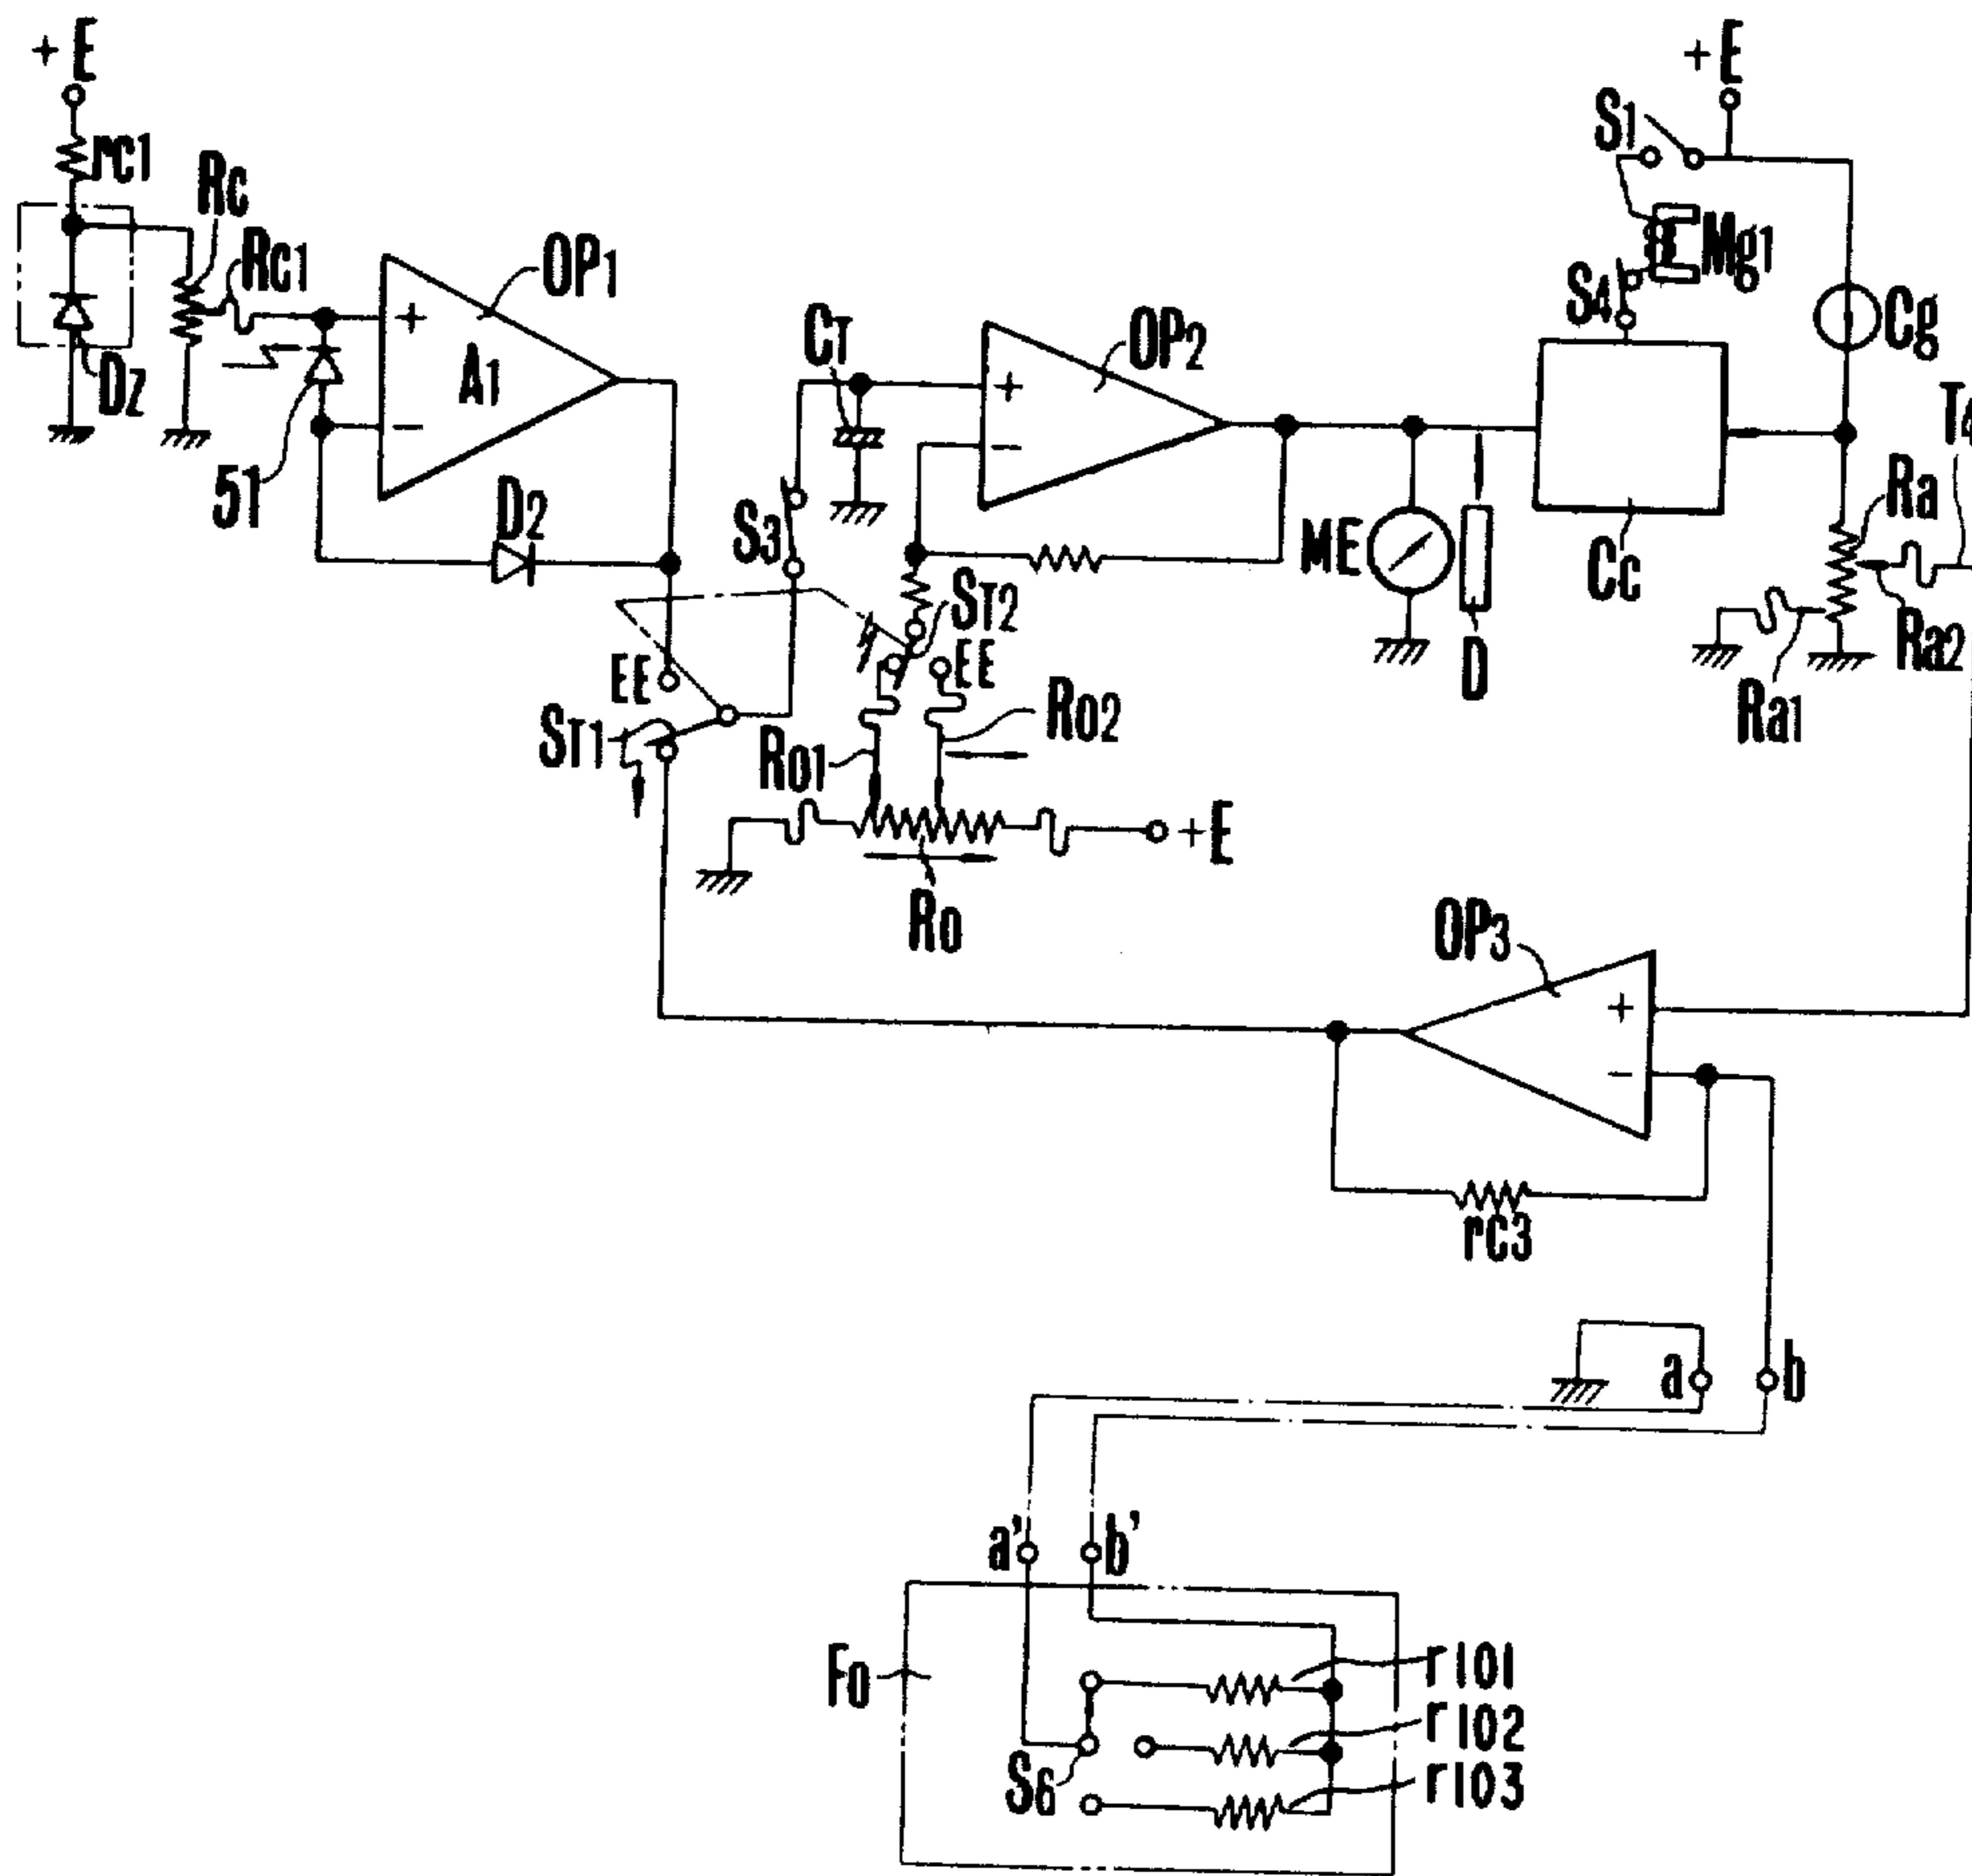 +E
rc1
Rc
Rc1
Dz
51
+
A1
−
OP1
D2
CT
S3
+
−
OP2
ST2
EE
EE
ST1
Ro1
Ro2
+E
Ro
ME
D
Cc
+E
S1
Mg1
S4
Cg
Ra
Ra2
Ra1
OP3
+
−
rc3
a
b
a'
b'
Fo
S6
r101
r102
r103